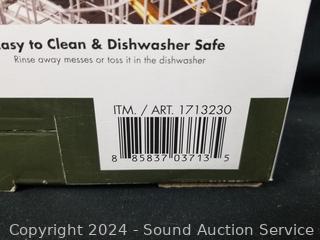 Easy to Clean & Dishwasher Safe
Rinse away messes or toss it in the dishwasher
ITM. / ART. 1713230
8 85837 03713 5
Copyright 2024 - Sound Auction Service